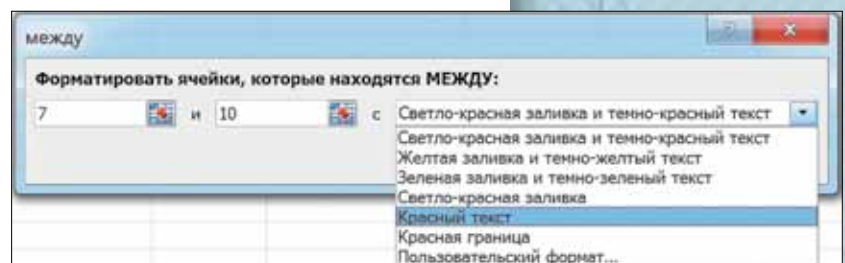 между
Форматировать ячейки, которые находятся МЕЖДУ:
7 и 10 с Светло-красная заливка и темно-красный текст
Светло-красная заливка и темно-красный текст
Желтая заливка и темно-желтый текст
Зеленая заливка и темно-зеленый текст
Светло-красная заливка
Красный текст
Красная граница
Пользовательский формат...